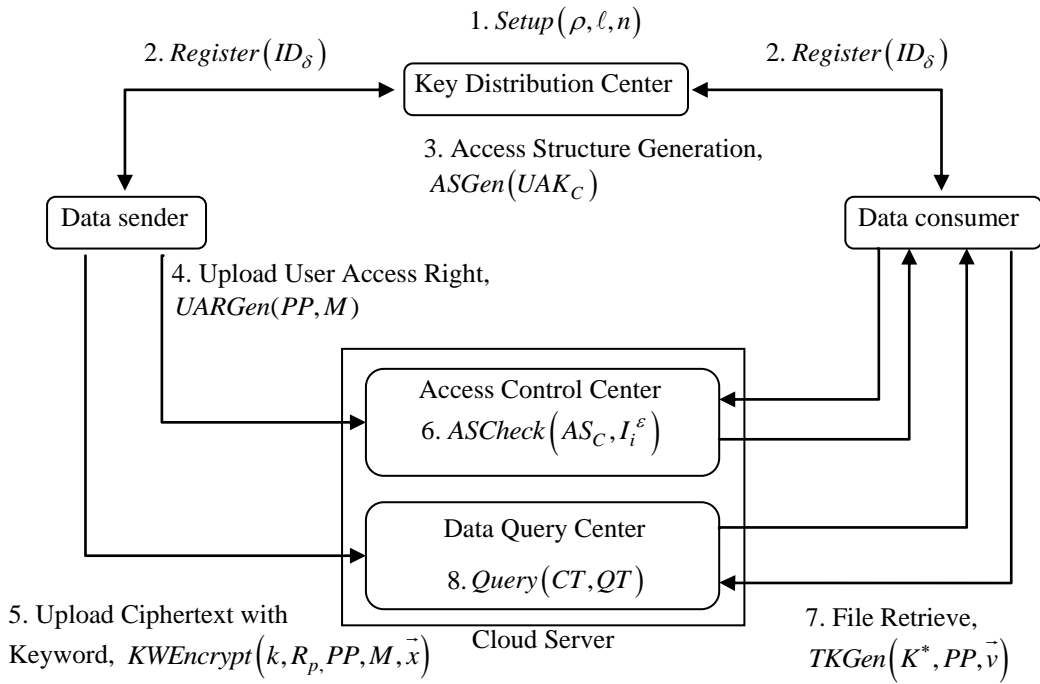 1. Setup(ρ, ℓ, n)
2. Register(ID_δ)
2. Register(ID_δ)
Key Distribution Center
3. Access Structure Generation,
ASGen(UAK_C)
Data sender
Data consumer
4. Upload User Access Right,
UARGen(PP, M)
Access Control Center
6. ASCheck(AS_C, I_i^ε)
Data Query Center
8. Query(CT, QT)
5. Upload Ciphertext with
Keyword, KWEncrypt(k, R_p, PP, M, x⃗)
Cloud Server
7. File Retrieve,
TKGen(K^*, PP, v⃗)